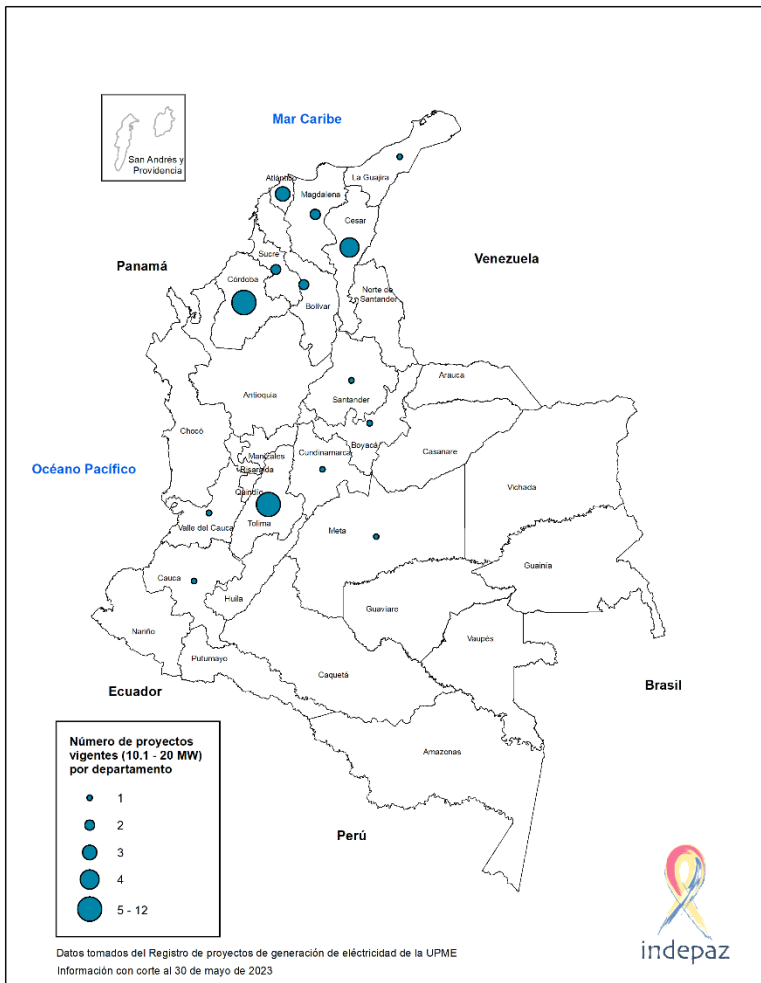 Mar Caribe
San Andrés y
Providencia
La Guajira
Atlántico
Magdalena
Cesar
Panamá
Venezuela
Sucre
Córdoba
Norte de
Santander
Bolívar
Arauca
Antioquia
Santander
Chocó
Boyacá
Cundinamarca
Casanare
Manizales
Risaralda
Océano Pacífico
Vichada
Quindío
Tolima
Valle del Cauca
Meta
Guainía
Cauca
Huila
Guaviare
Nariño
Vaupés
Putumayo
Caquetá
Ecuador
Brasil
Amazonas
Perú
Número de proyectos
vigentes (10.1 - 20 MW)
por departamento
1
2
3
4
5 - 12
indepaz
Datos tomados del Registro de proyectos de generación de eléctricidad de la UPME
Información con corte al 30 de mayo de 2023